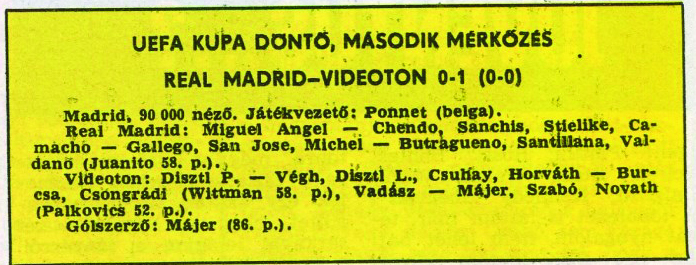 UEFA KUPA DÖNTŐ, MÁSODIK MÉRKŐZÉS
REAL MADRID–VIDEOTON 0-1 (0-0)
Madrid, 90 000 néző. Játékvezető: Ponnet (belga).
Real Madrid: Miguel Angel — Chendo, Sanchis, Stielike, Ca-
macho — Gallego, San Jose, Michel — Butragueno, Santillana, Val-
dano (Juanito 58. p.).
Videoton: Disztl P. — Végh, Disztl L., Csuhay, Horváth — Bur-
csa, Csongrádi (Wittman 58. p.), Vadász — Májer, Szabó, Novath
(Palkovics 52. p.).
Gólszerző: Májer (86. p.).